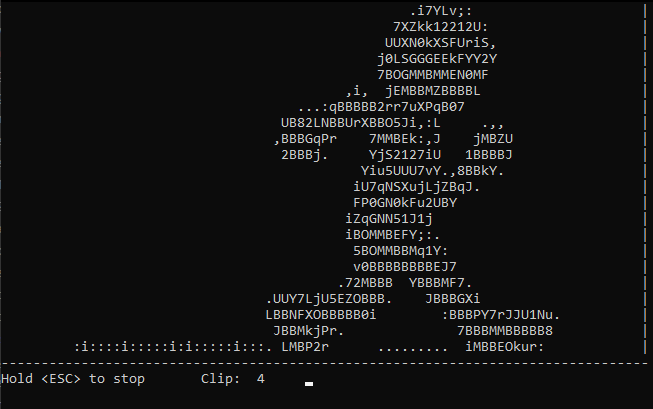 .i7YLv;:
7XZkk12212U:
UUXN0kXSFUriS,
j0LSGGGEEkFYY2Y
7BOGMMBMMEN0MF
,i,  jEMBBMZBBBBL
...:qBBBBB2rr7uXPqB07
UB82LNBBUrXBBO5Ji,:L     .,,
,BBBGqPr    7MMBEk:,J    jMBZU
2BBBj.     YjS2127iU   1BBBBJ
Yiu5UUU7vY.,8BBkY.
iU7qNSXujLjZBqJ.
FP0GN0kFu2UBY
iZqGNN51J1j
iBOMMBEFY;:.
5BOMMBBMq1Y:
v0BBBBBBBBEJ7
.72MBBB  YBBBMF7.
.UUY7LjU5EZOBBB.    JBBBGXi
LBBNFXOBBBBB0i        :BBBPY7rJJU1Nu.
JBBMkjPr.              7BBBMMBBBBB8
:i::::i:::::i:i:::::i:::. LMBP2r      ......... iMBBEOkur:
Hold <ESC> to stop       Clip:  4